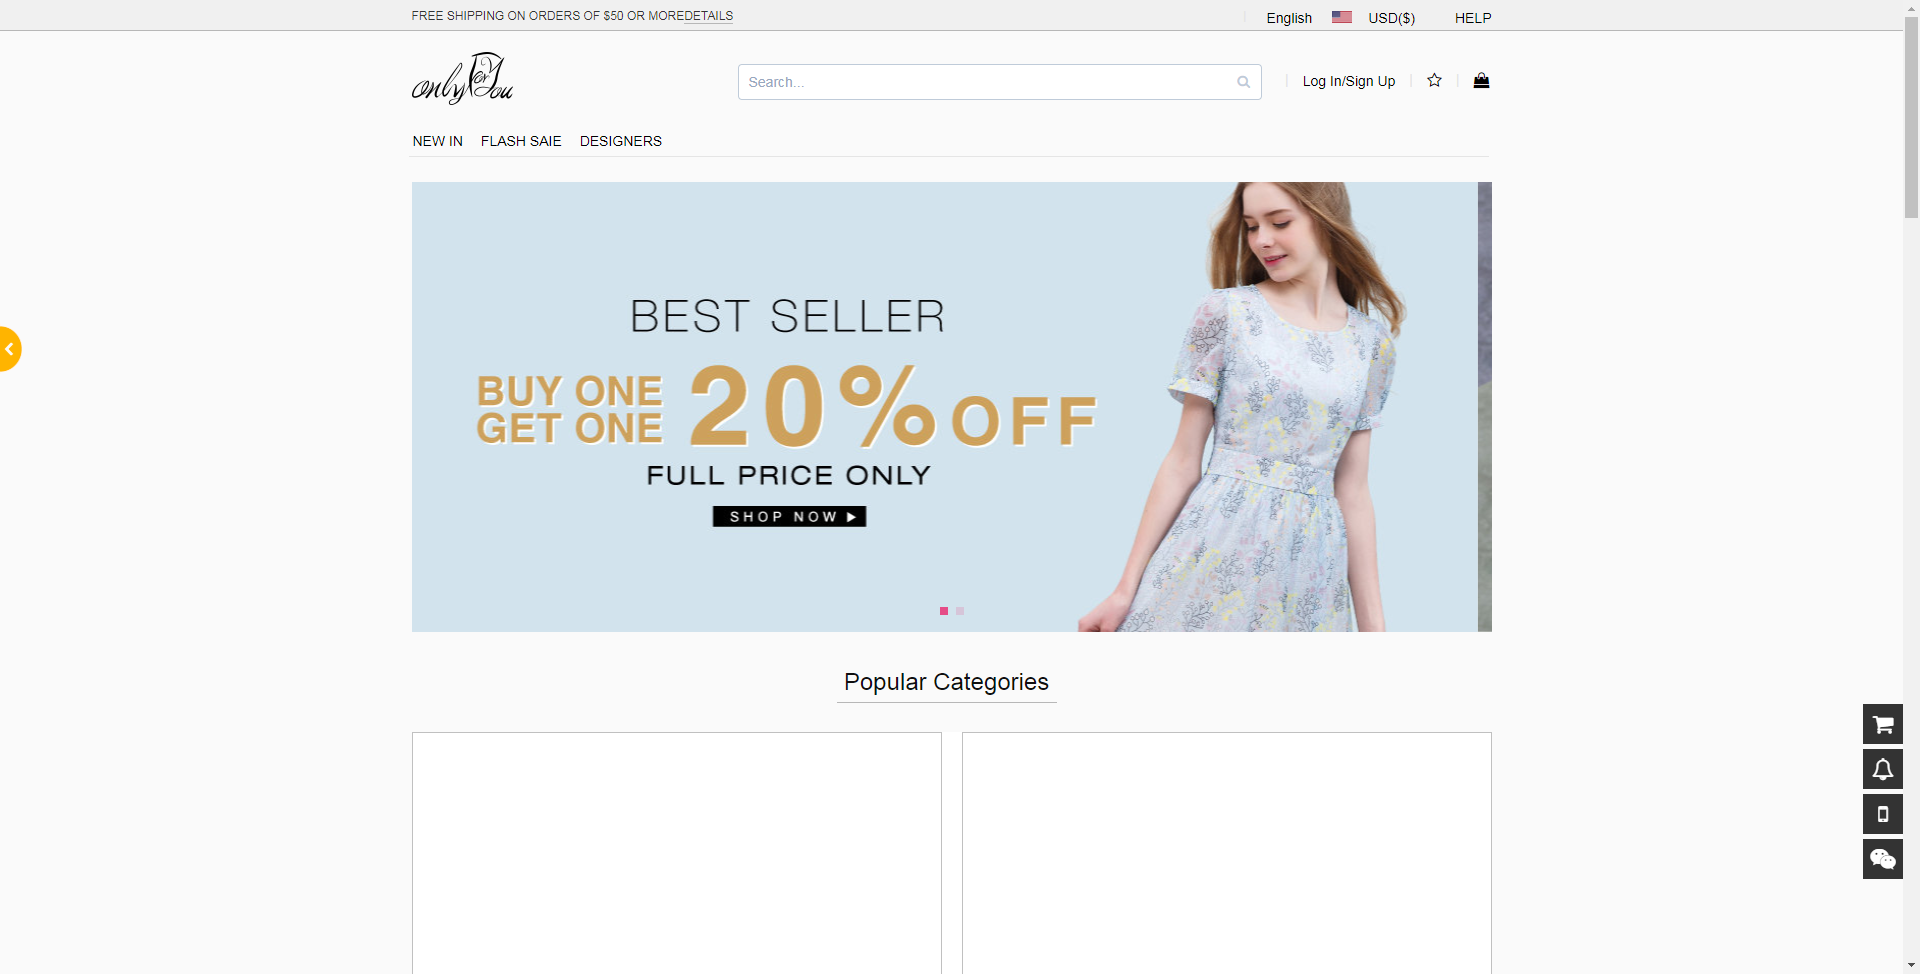 FREE SHIPPING ON ORDERS OF $50 OR MOREDETAILS
English USD($) HELP
only For You
Search...
Log In/Sign Up
NEW IN FLASH SAIE DESIGNERS
BEST SELLER
BUY ONE
GET ONE
20% OFF
FULL PRICE ONLY
SHOP NOW
Popular Categories